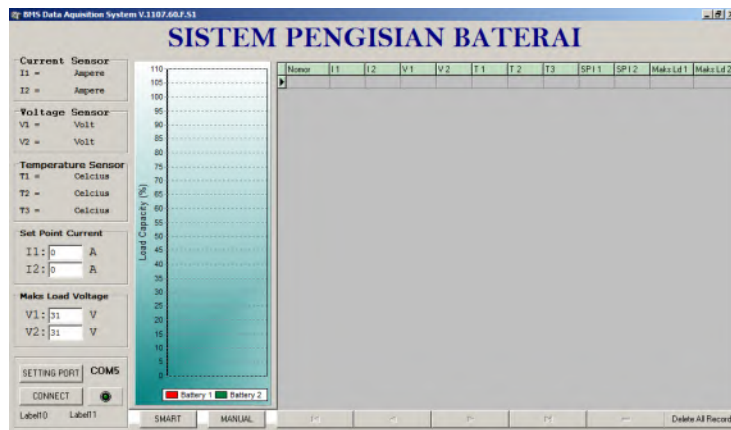 BMS Data Aquisition System V.1107.60.F.S1
SISTEM PENGISIAN BATERAI
Current Sensor
I1 = Ampere
I2 = Ampere
Voltage Sensor
V1 = Volt
V2 = Volt
Temperature Sensor
T1 = Celcius
T2 = Celcius
T3 = Celcius
Set Point Current
I1: 0 A
I2: 0 A
Maks Load Voltage
V1: 31 V
V2: 31 V
SETTING PORT COM5
CONNECT
Label10 Label11
Load Capacity (%)
110
105
100
95
90
85
80
75
70
65
60
55
50
45
40
35
30
25
20
15
10
5
0
Battery 1 Battery 2
SMART MANUAL
Nomor I1 I2 V1 V2 T1 T2 T3 SP I 1 SP I 2 Maks Ld 1 Maks Ld 2
Delete All Record